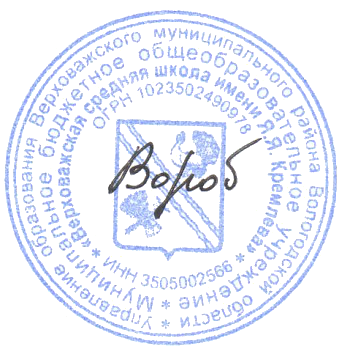 Управление образования Верховажского муниципального района Вологодской области *
Муниципальное бюджетное общеобразовательное учреждение *
«Верховажская средняя школа имени Я.Я. Кремлева»
ОГРН 1023502490978
* ИНН 3505002566 *
Вороб